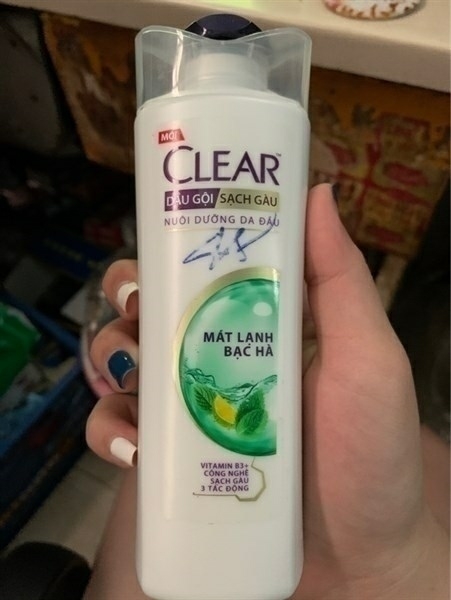 MỚI
CLEAR
DẦU GỘI SẠCH GÀU
NUÔI DƯỠNG DA ĐẦU
MÁT LẠNH
BẠC HÀ
VITAMIN B3+
CÔNG NGHỆ
SẠCH GÀU
3 TÁC ĐỘNG